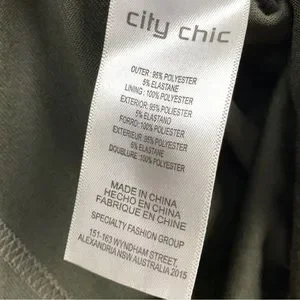 city chic
OUTER : 95% POLYESTER
5% ELASTANE
LINING : 100% POLYESTER
EXTERIOR: 95% POLIESTER
5% ELASTANO
FORRO: 100% POLIESTER
EXTERIEUR: 95% POLYESTER
5% ELASTANE
DOUBLURE: 100% POLYESTER
MADE IN CHINA
HECHO EN CHINA
FABRIQUE EN CHINE
SPECIALTY FASHION GROUP
151-163 WYNDHAM STREET,
ALEXANDRIA NSW AUSTRALIA 2015